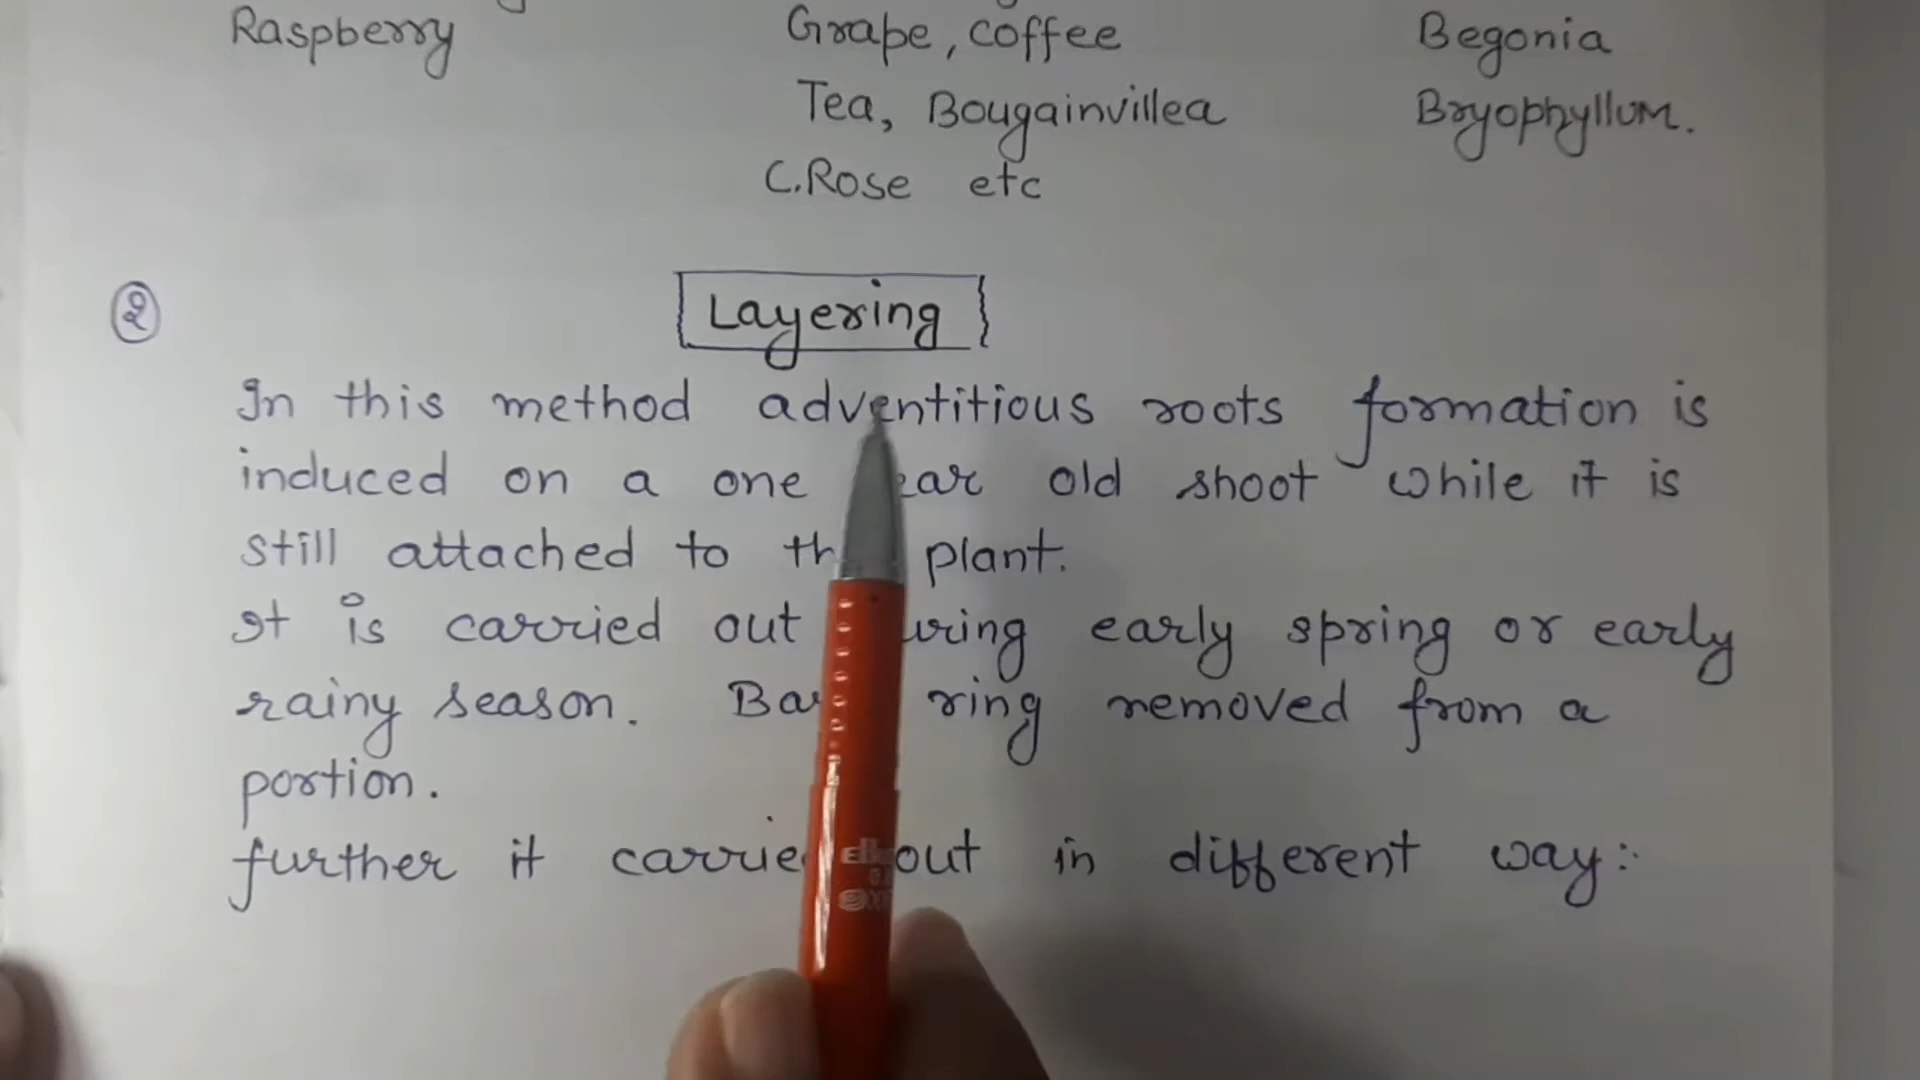 Raspberry Grape, coffee Begonia
Tea, Bougainvillea Bryophyllum.
C.Rose etc
2 Layering
In this method adventitious roots formation is
induced on a one old shoot while it is
still attached to plant.
It is carried out early spring or early
rainy season. ring removed from a
portion.
further it out in different way: